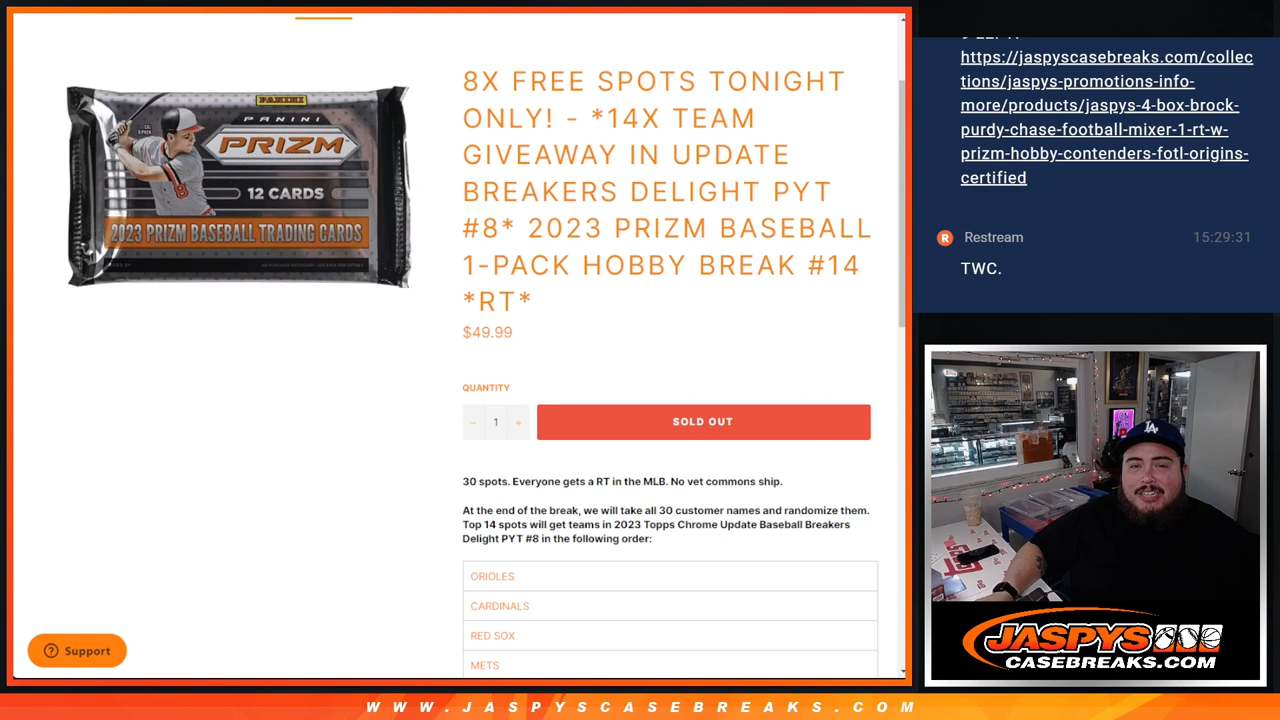 8X FREE SPOTS TONIGHT
ONLY! - *14X TEAM
GIVEAWAY IN UPDATE
BREAKERS DELIGHT PYT
#8* 2023 PRIZM BASEBALL
1-PACK HOBBY BREAK #14
*RT*
$49.99
QUANTITY
− 1 +
SOLD OUT
30 spots. Everyone gets a RT in the MLB. No vet commons ship.
At the end of the break, we will take all 30 customer names and randomize them.
Top 14 spots will get teams in 2023 Topps Chrome Update Baseball Breakers
Delight PYT #8 in the following order:
ORIOLES
CARDINALS
RED SOX
METS
PANINI
PANINI
PRIZM
12 CARDS
2023 PRIZM BASEBALL TRADING CARDS
Support
https://jaspyscasebreaks.com/collec
tions/jaspys-promotions-info-
more/products/jaspys-4-box-brock-
purdy-chase-football-mixer-1-rt-w-
prizm-hobby-contenders-fotl-origins-
certified
R Restream 15:29:31
TWC.
LA
JASPYS
CASEBREAKS.COM
WWW.JASPYSCASEBREAKS.COM